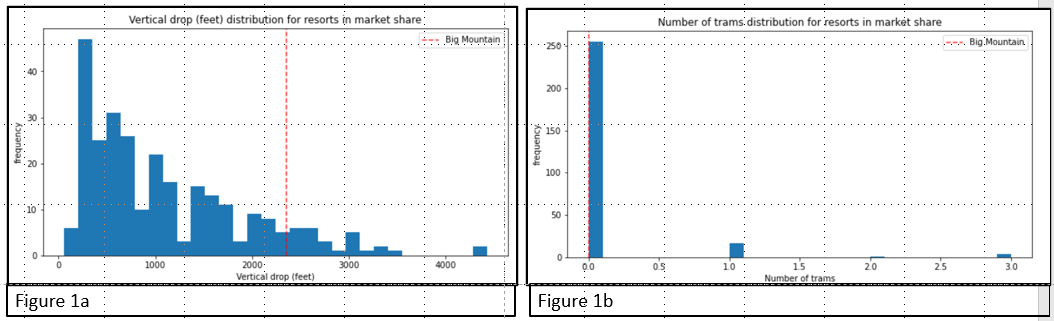 Vertical drop (feet) distribution for resorts in market share
Big Mountain
frequency
40
30
20
10
0
0 1000 2000 3000 4000
Vertical drop (feet)
Figure 1a
Number of trams distribution for resorts in market share
Big Mountain
frequency
250
200
150
100
50
0
0.0 0.5 1.0 1.5 2.0 2.5 3.0
Number of trams
Figure 1b